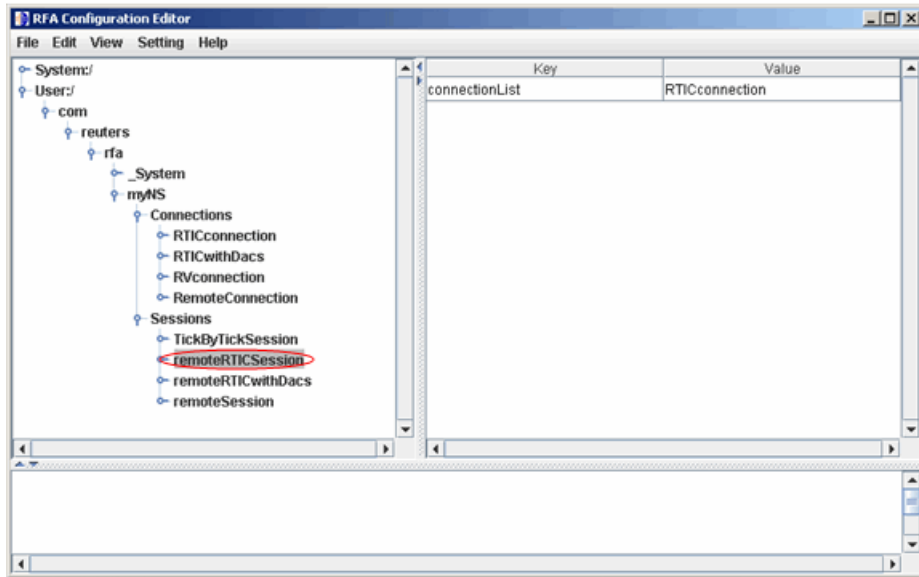 RFA Configuration Editor
File Edit View Setting Help
System:/
User:/
com
reuters
rfa
_System
myNS
Connections
RTICconnection
RTICwithDacs
RVconnection
RemoteConnection
Sessions
TickByTickSession
remoteRTICSession
remoteRTICwithDacs
remoteSession
Key Value
connectionList RTICconnection